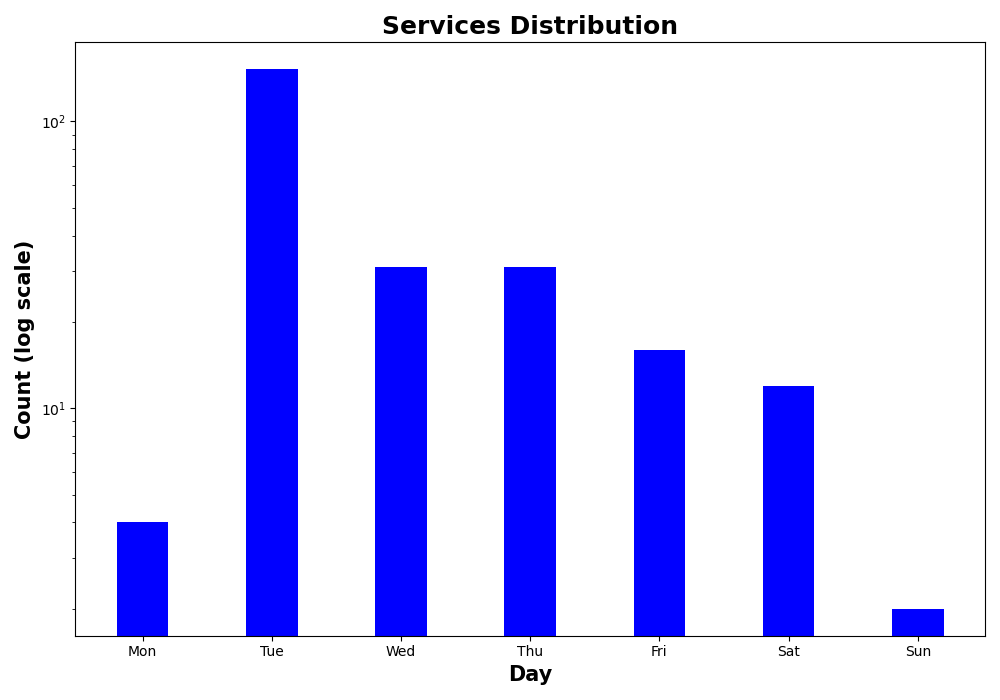 Services Distribution
Count (log scale)
10²
10¹
Mon Tue Wed Thu Fri Sat Sun
Day